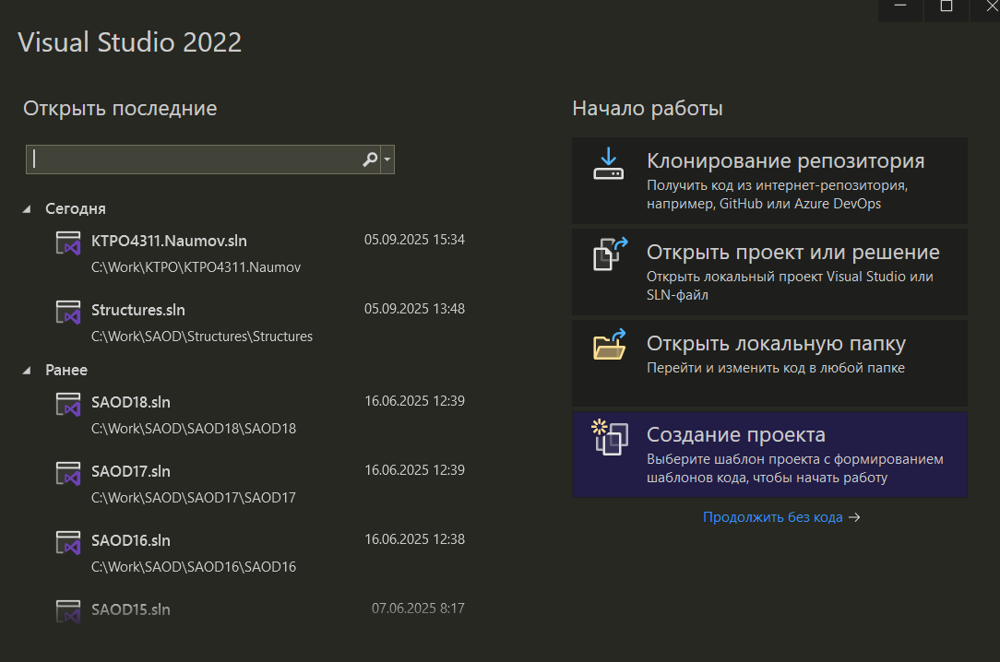 Visual Studio 2022
Открыть последние
Сегодня
KTPO4311.Naumov.sln 05.09.2025 15:34
C:\Work\KTPO\KTPO4311.Naumov
Structures.sln 05.09.2025 13:48
C:\Work\SAOD\Structures\Structures
Ранее
SAOD18.sln 16.06.2025 12:39
C:\Work\SAOD\SAOD18\SAOD18
SAOD17.sln 16.06.2025 12:39
C:\Work\SAOD\SAOD17\SAOD17
SAOD16.sln 16.06.2025 12:38
C:\Work\SAOD\SAOD16\SAOD16
SAOD15.sln 07.06.2025 8:17
Начало работы
Клонирование репозитория
Получить код из интернет-репозитория,
например, GitHub или Azure DevOps
Открыть проект или решение
Открыть локальный проект Visual Studio или
SLN-файл
Открыть локальную папку
Перейти и изменить код в любой папке
Создание проекта
Выберите шаблон проекта с формированием
шаблонов кода, чтобы начать работу
Продолжить без кода →